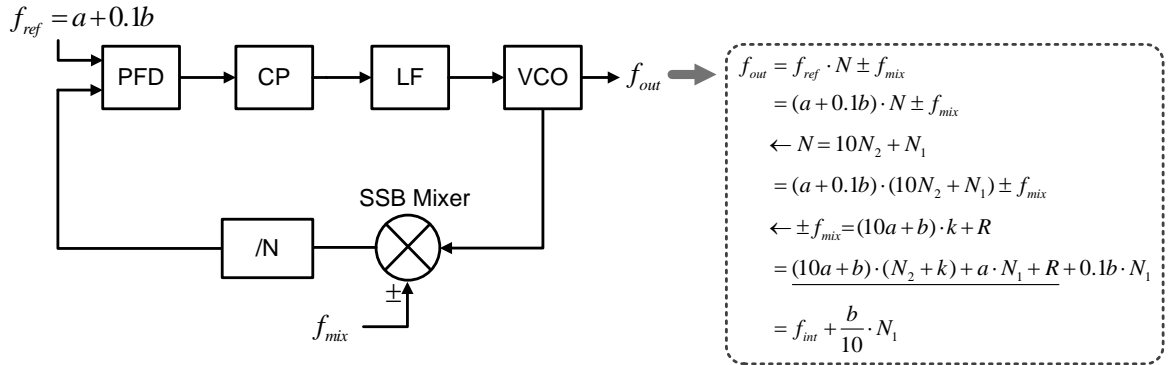 f_ref = a + 0.1b
PFD
CP
LF
VCO
f_out
SSB Mixer
/N
±
f_mix
f_out = f_ref · N ± f_mix
= (a + 0.1b) · N ± f_mix
← N = 10N_2 + N_1
= (a + 0.1b) · (10N_2 + N_1) ± f_mix
← ± f_mix = (10a + b) · k + R
= (10a + b) · (N_2 + k) + a · N_1 + R + 0.1b · N_1
= f_int + b/10 · N_1